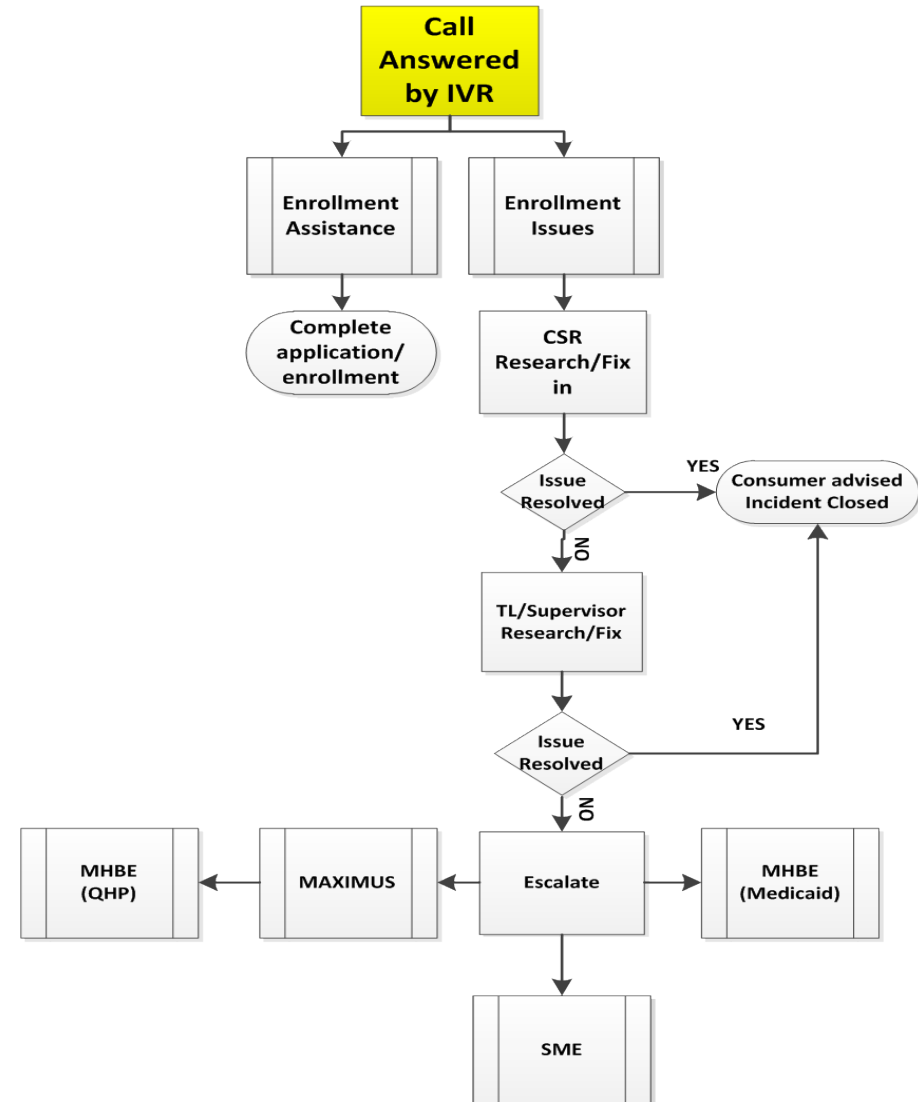 Call
Answered
by IVR
Enrollment
Assistance
Enrollment
Issues
Complete
application/
enrollment
CSR
Research/Fix
in
Issue
Resolved
YES
Consumer advised
Incident Closed
NO
TL/Supervisor
Research/Fix
Issue
Resolved
YES
NO
MHBE
(QHP)
MAXIMUS
Escalate
MHBE
(Medicaid)
SME